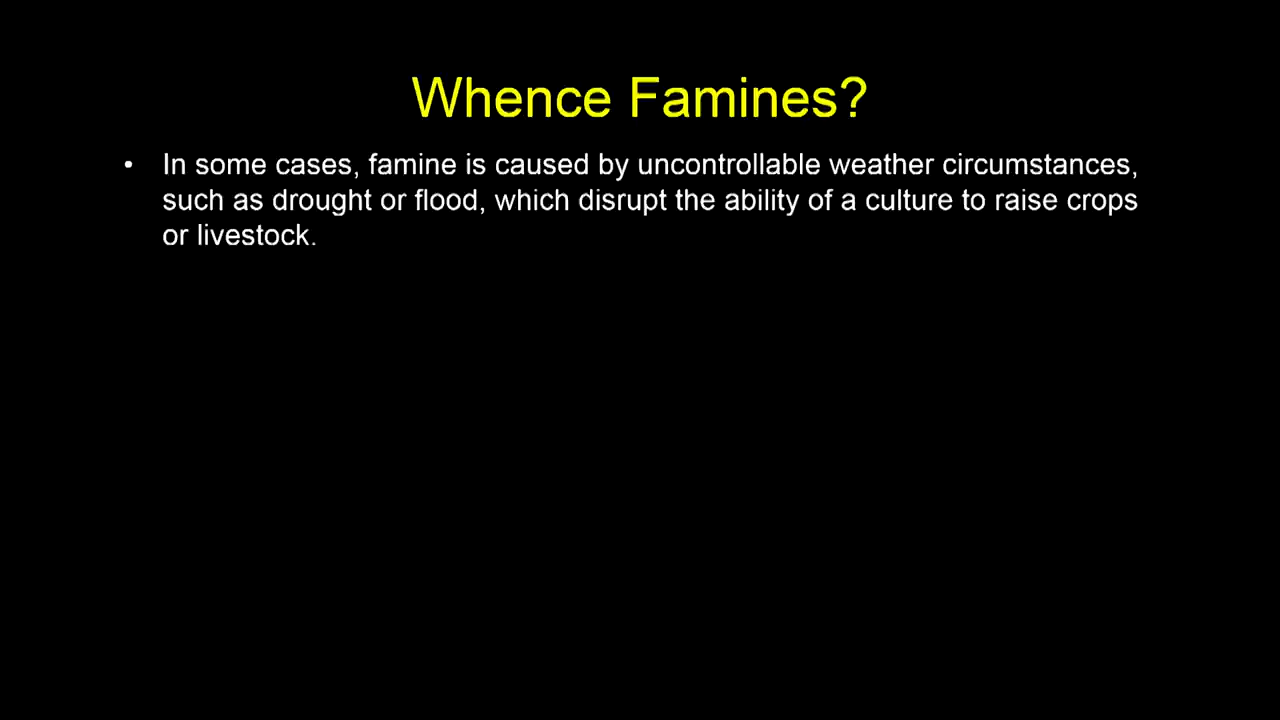 Whence Famines?
• In some cases, famine is caused by uncontrollable weather circumstances,
such as drought or flood, which disrupt the ability of a culture to raise crops
or livestock.